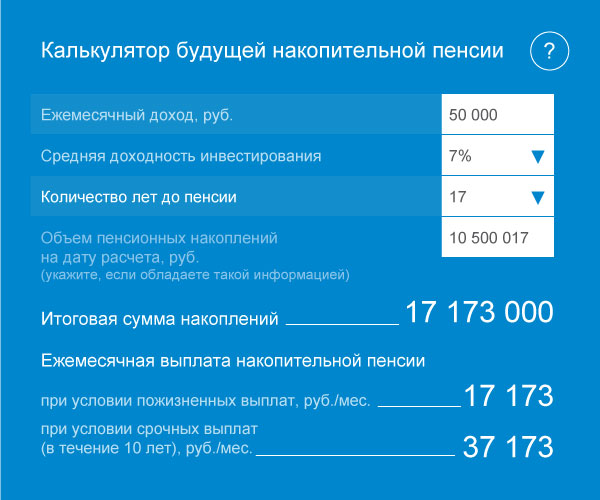 Калькулятор будущей накопительной пенсии ?
Ежемесячный доход, руб. 50 000
Средняя доходность инвестирования 7% ▼
Количество лет до пенсии 17 ▼
Объем пенсионных накоплений
на дату расчета, руб. 10 500 017
(укажите, если обладаете такой информацией)
Итоговая сумма накоплений 17 173 000
Ежемесячная выплата накопительной пенсии
при условии пожизненных выплат, руб./мес. 17 173
при условии срочных выплат
(в течение 10 лет), руб./мес. 37 173